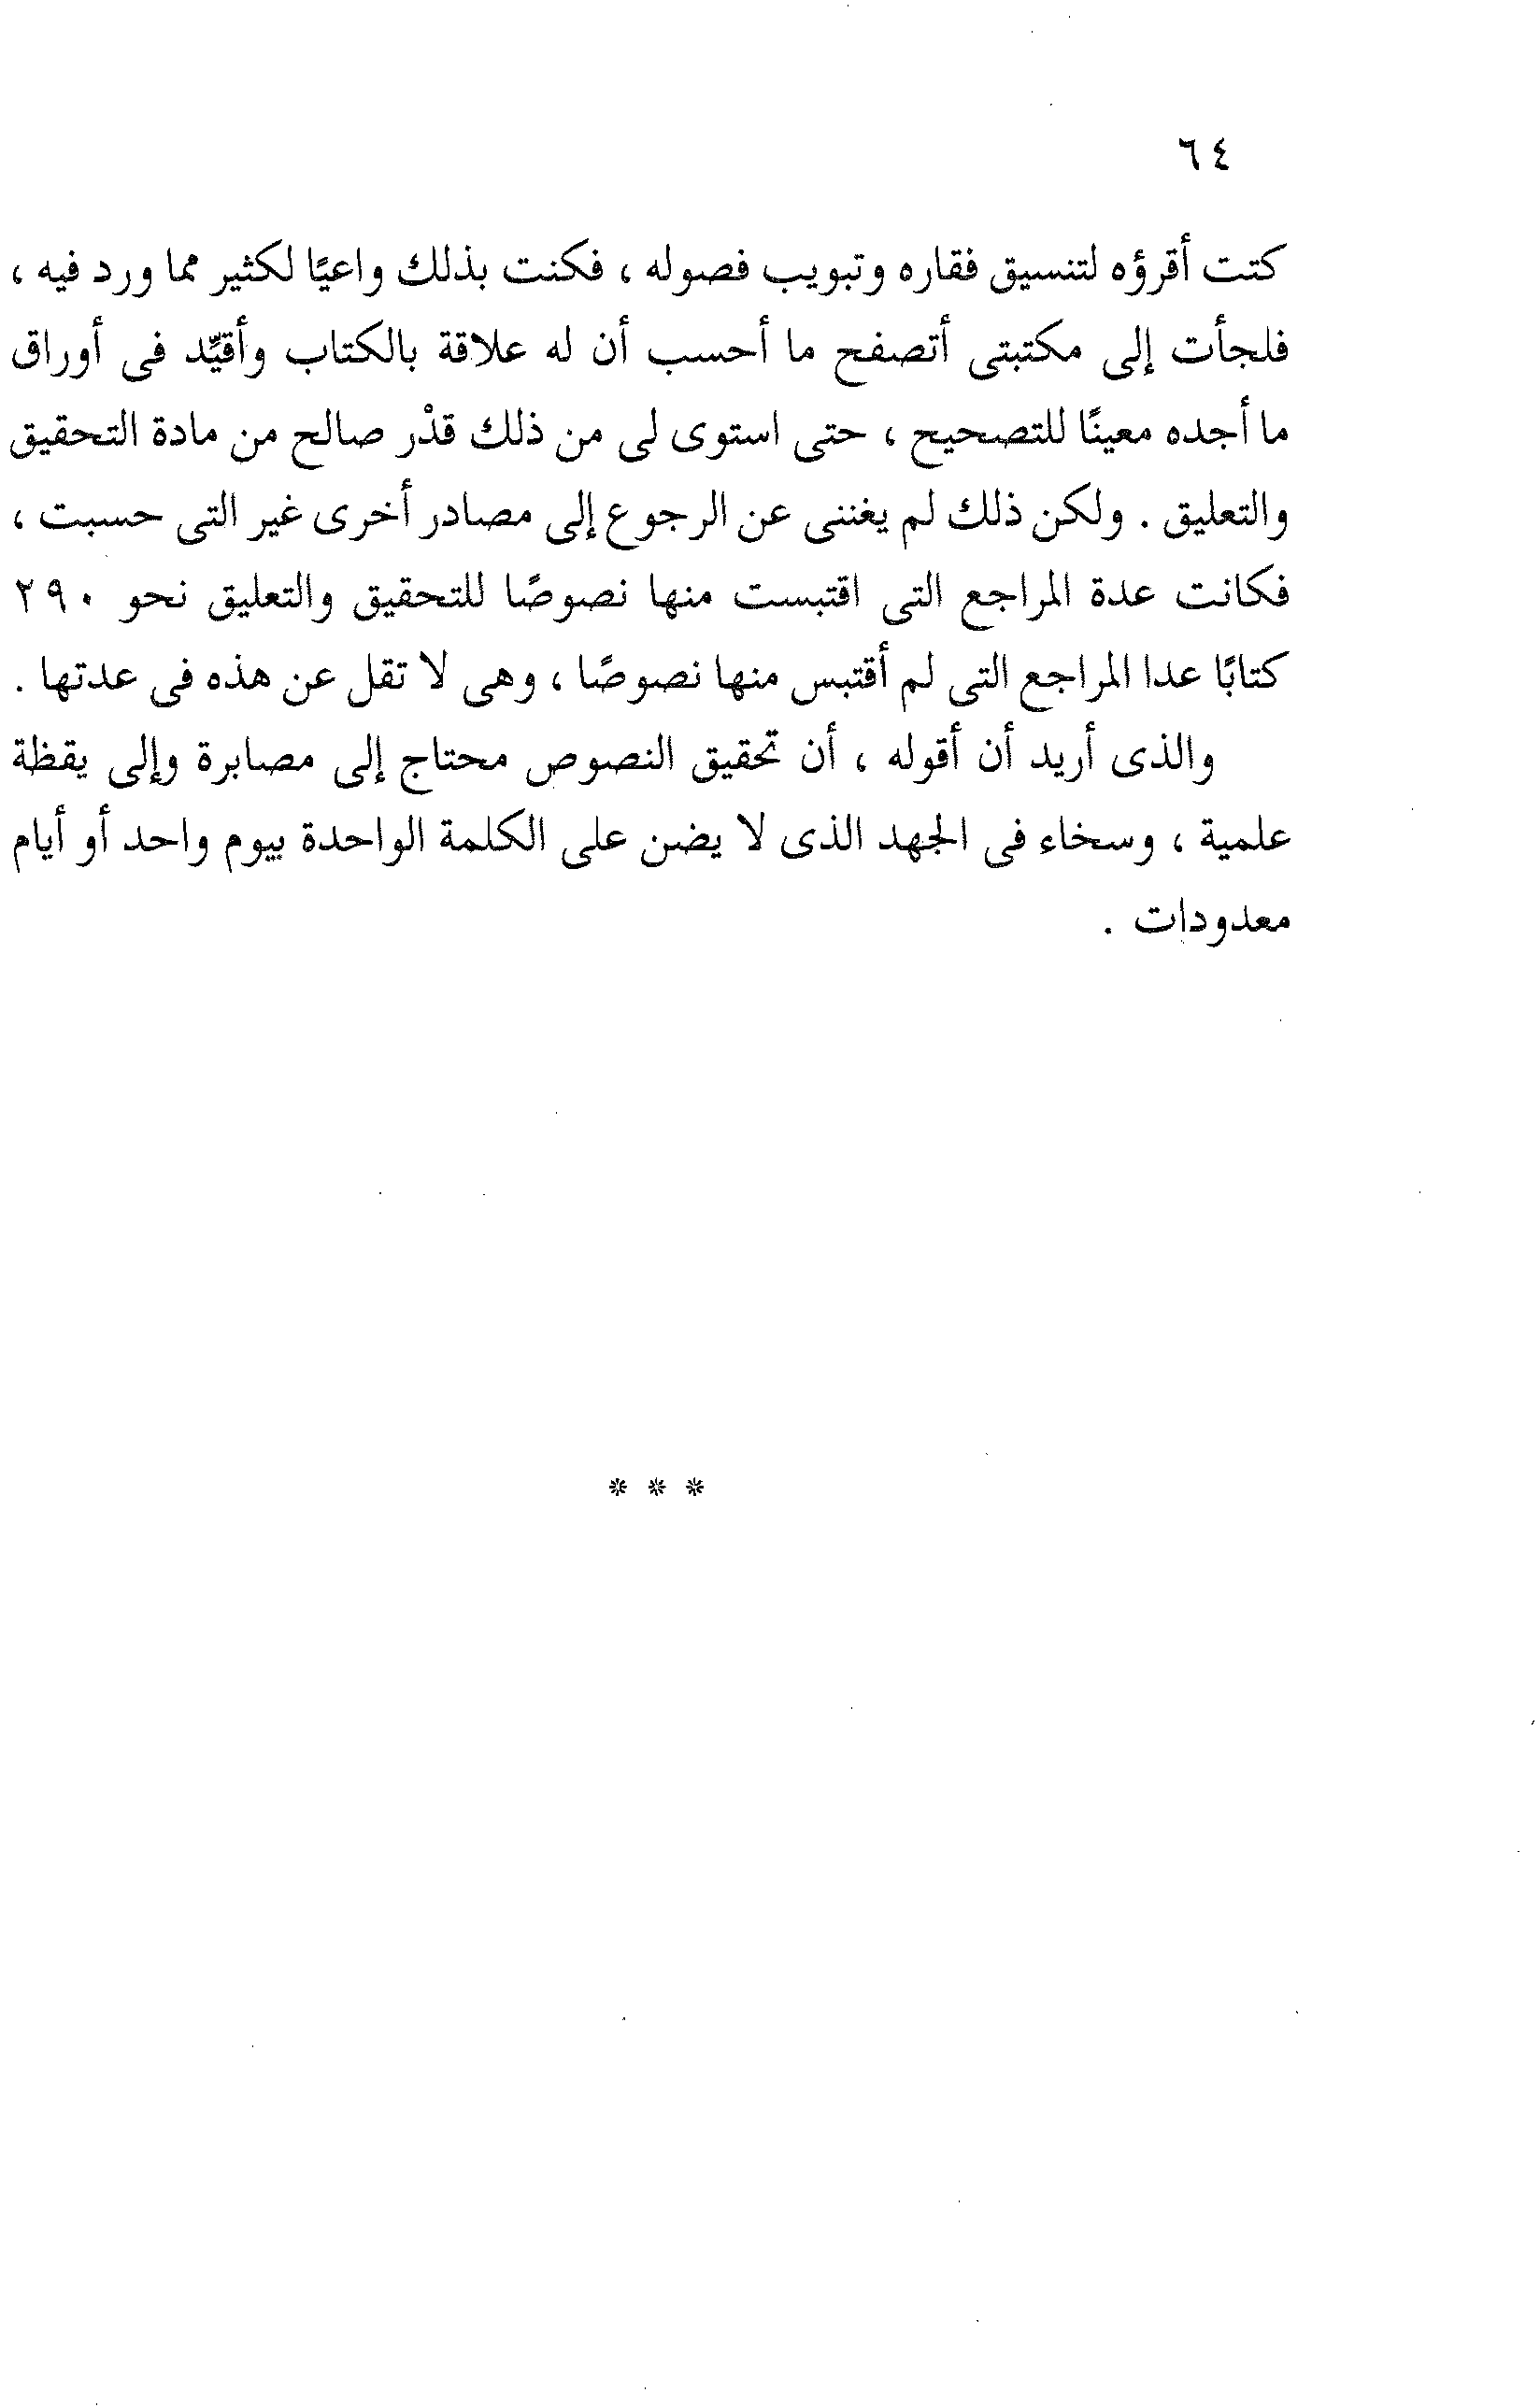 ٦٤
كتت أقرؤه لتنسيق فقاره وتبويب فصوله ، فكنت بذلك واعيًا لكثير مما ورد فيه ،
فلجأت إلى مكتبتى أتصفح ما أحسب أن له علاقة بالكتاب وأقيِّد فى أوراق
ما أجده معينًا للتصحيح ، حتى استوى لى من ذلك قدْر صالح من مادة التحقيق
والتعليق . ولكن ذلك لم يغننى عن الرجوع إلى مصادر أخرى غير التى حسبت ،
فكانت عدة المراجع التى اقتبست منها نصوصًا للتحقيق والتعليق نحو ٢٩٠
كتابًا عدا المراجع التى لم أقتبس منها نصوصًا ، وهى لا تقل عن هذه فى عدتها .
والذى أريد أن أقوله ، أن تحقيق النصوص محتاج إلى مصابرة وإلى يقظة
علمية ، وسخاء فى الجهد الذى لا يضن على الكلمة الواحدة بيوم واحد أو أيام
معدودات .
* * *